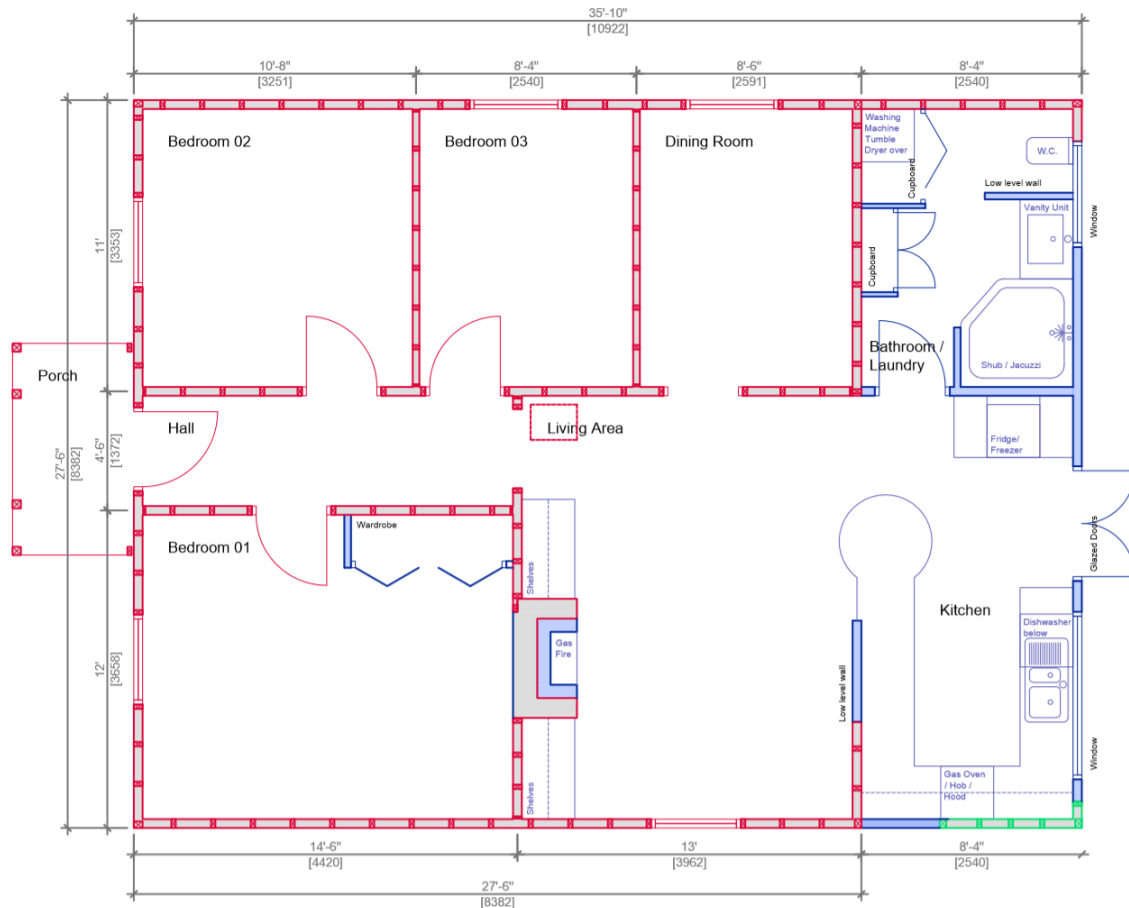 35'-10"
[10922]
10'-8"
[3251]
8'-4"
[2540]
8'-6"
[2591]
8'-4"
[2540]
Bedroom 02
Bedroom 03
Dining Room
Washing
Machine
Tumble
Dryer over
Cupboard
W.C.
Low level wall
Vanity Unit
Window
Cupboard
11'
[3353]
Bathroom /
Laundry
Shub / Jacuzzi
Porch
Hall
Living Area
Fridge/
Freezer
4'-6"
[1372]
27'-6"
[8382]
Bedroom 01
Wardrobe
Shelves
Glazed Doors
Kitchen
Dishwasher
below
Gas
Fire
12'
[3658]
Low level wall
Window
Gas Oven
/ Hob /
Hood
Shelves
14'-6"
[4420]
13'
[3962]
8'-4"
[2540]
27'-6"
[8382]